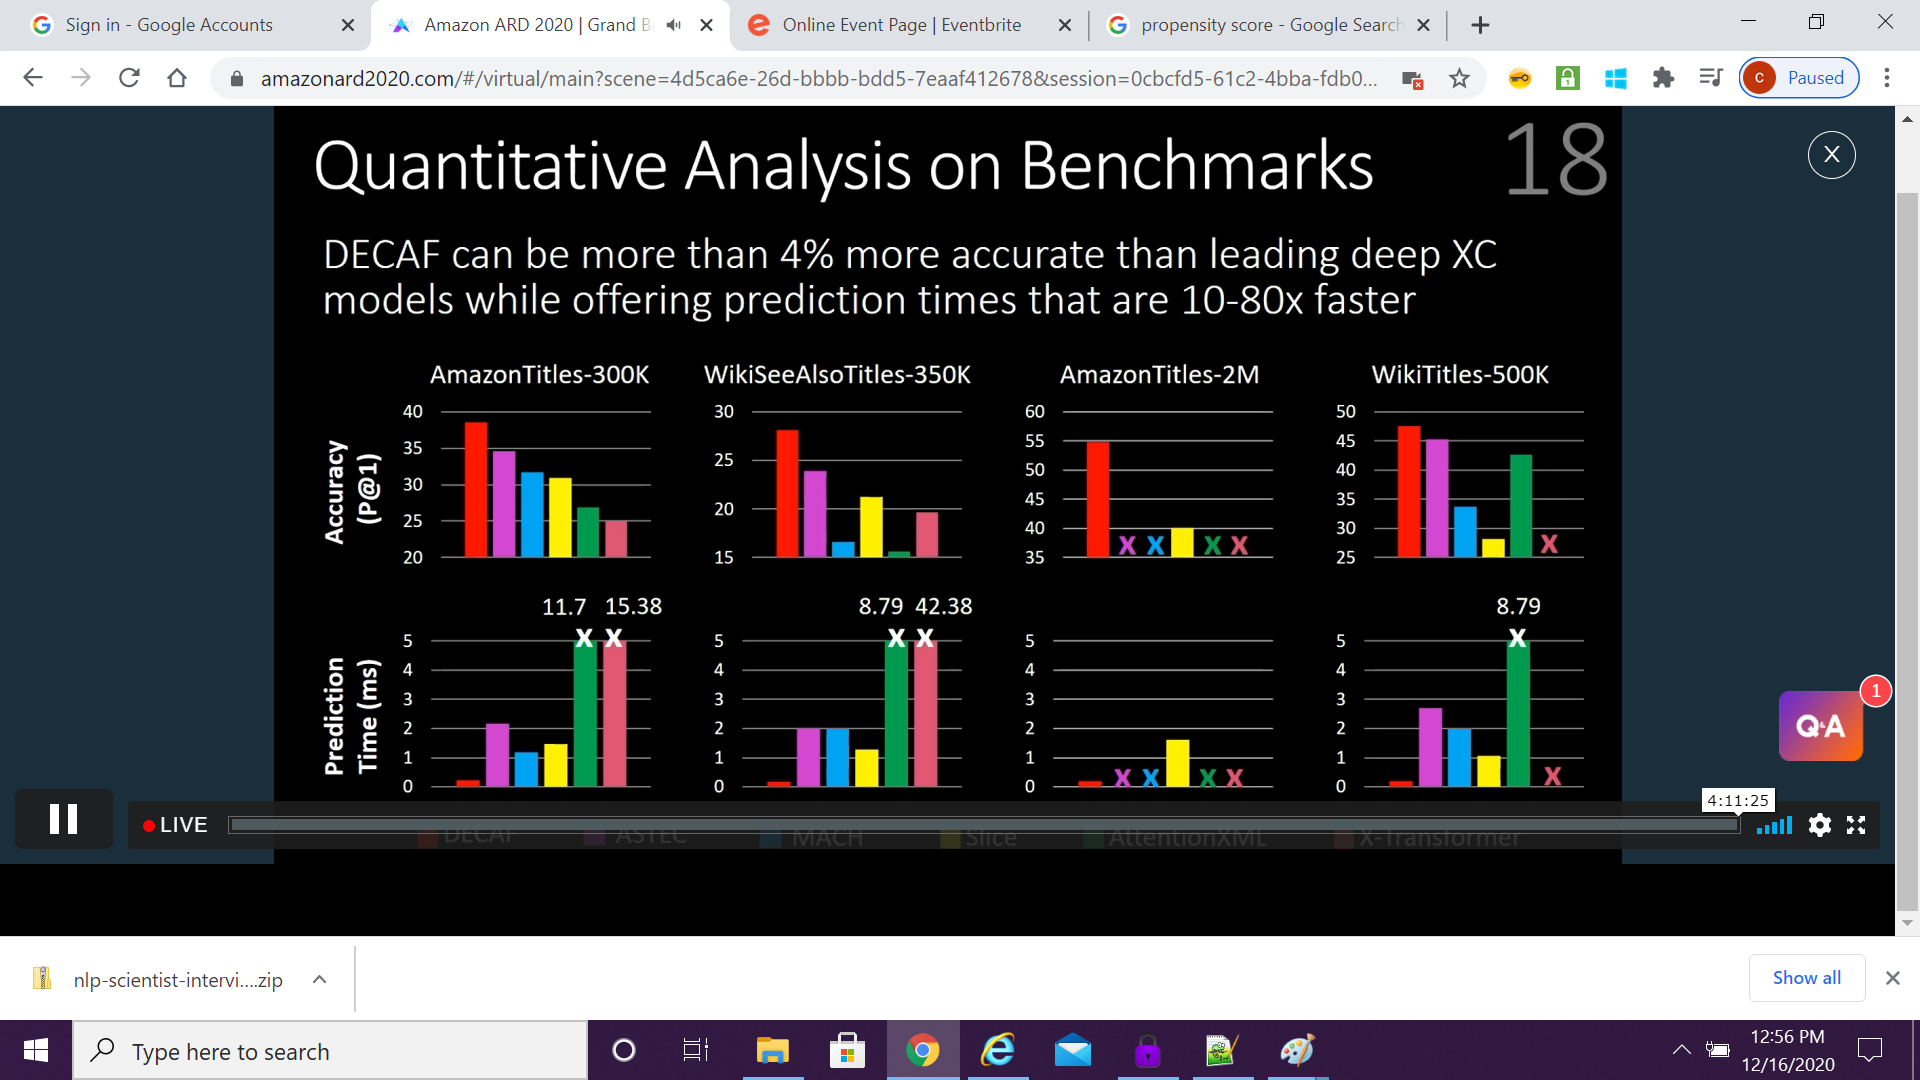 Sign in - Google Accounts
Amazon ARD 2020 | Grand B
Online Event Page | Eventbrite
propensity score - Google Search
amazonard2020.com/#/virtual/main?scene=4d5ca6e-26d-bbbb-bdd5-7eaaf412678&session=0cbcfd5-61c2-4bba-fdb0...
1
C Paused
Quantitative Analysis on Benchmarks
18
X
DECAF can be more than 4% more accurate than leading deep XC
models while offering prediction times that are 10-80x faster
AmazonTitles-300K
WikiSeeAlsoTitles-350K
AmazonTitles-2M
WikiTitles-500K
Accuracy
(P@1)
40
35
30
25
20
30
25
20
15
60
55
50
45
40
35
X X X X
50
45
40
35
30
25
X
Prediction
Time (ms)
11.7 15.38
X X
5
4
3
2
1
0
8.79 42.38
X X
5
4
3
2
1
0
5
4
3
2
1
0
X X X X
8.79
X
5
4
3
2
1
0
X
1
Q&A
4:11:25
LIVE
DECAF ASTEC MACH Slice AttentionXML X-Transformer
nlp-scientist-intervi....zip
Show all
Type here to search
12:56 PM
12/16/2020